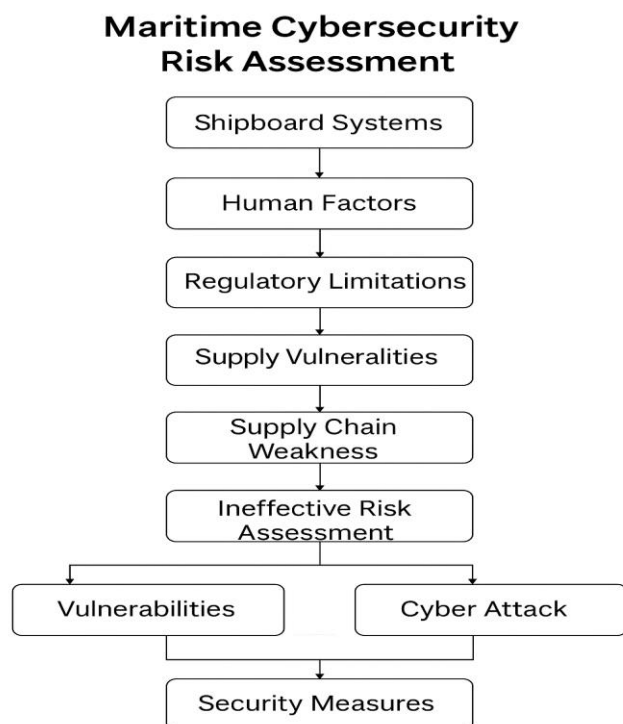 Maritime Cybersecurity
Risk Assessment
Shipboard Systems
Human Factors
Regulatory Limitations
Supply Vulneralities
Supply Chain
Weakness
Ineffective Risk
Assessment
Vulnerabilities
Cyber Attack
Security Measures